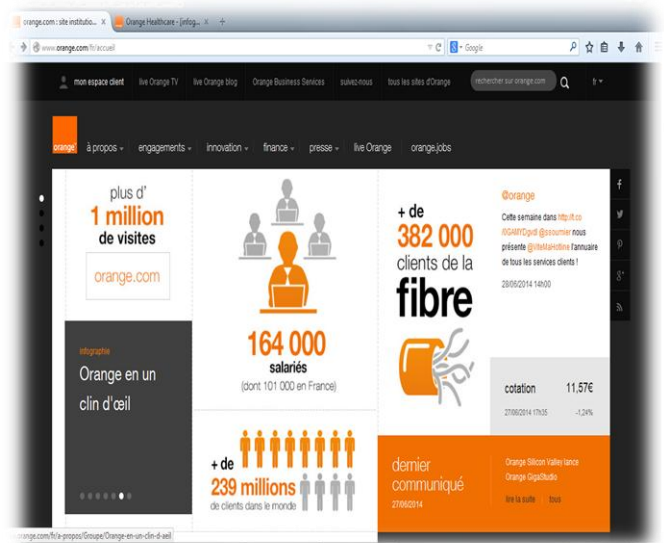 orange.com : site institutio...
Orange Healthcare - [infog...
www.orange.com/fr/accueil
Google
mon espace client
live Orange TV
live Orange blog
Orange Business Services
suivez-nous
tous les sites d'Orange
rechercher sur orange.com
fr
orange
à propos
engagements
innovation
finance
presse
live Orange
orange.jobs
plus d'
1 million
de visites
orange.com
infographie
Orange en un
clin d'œil
164 000
salariés
(dont 101 000 en France)
+ de
239 millions
de clients dans le monde
+ de
382 000
clients de la
fibre
@orange
Cette semaine dans http://t.co
@seoumier nous
présente @ViteMaHotline l'annuaire
de tous les services clients !
28/06/2014 14h00
cotation 11,57€
27/06/2014 17h35 -1,24%
dernier
communiqué
27/06/2014
Orange Silicon Valley lance
Orange GigaStudio
lire la suite tous
orange.com/fr/a-propos/Groupe/Orange-en-un-clin-d-aeil